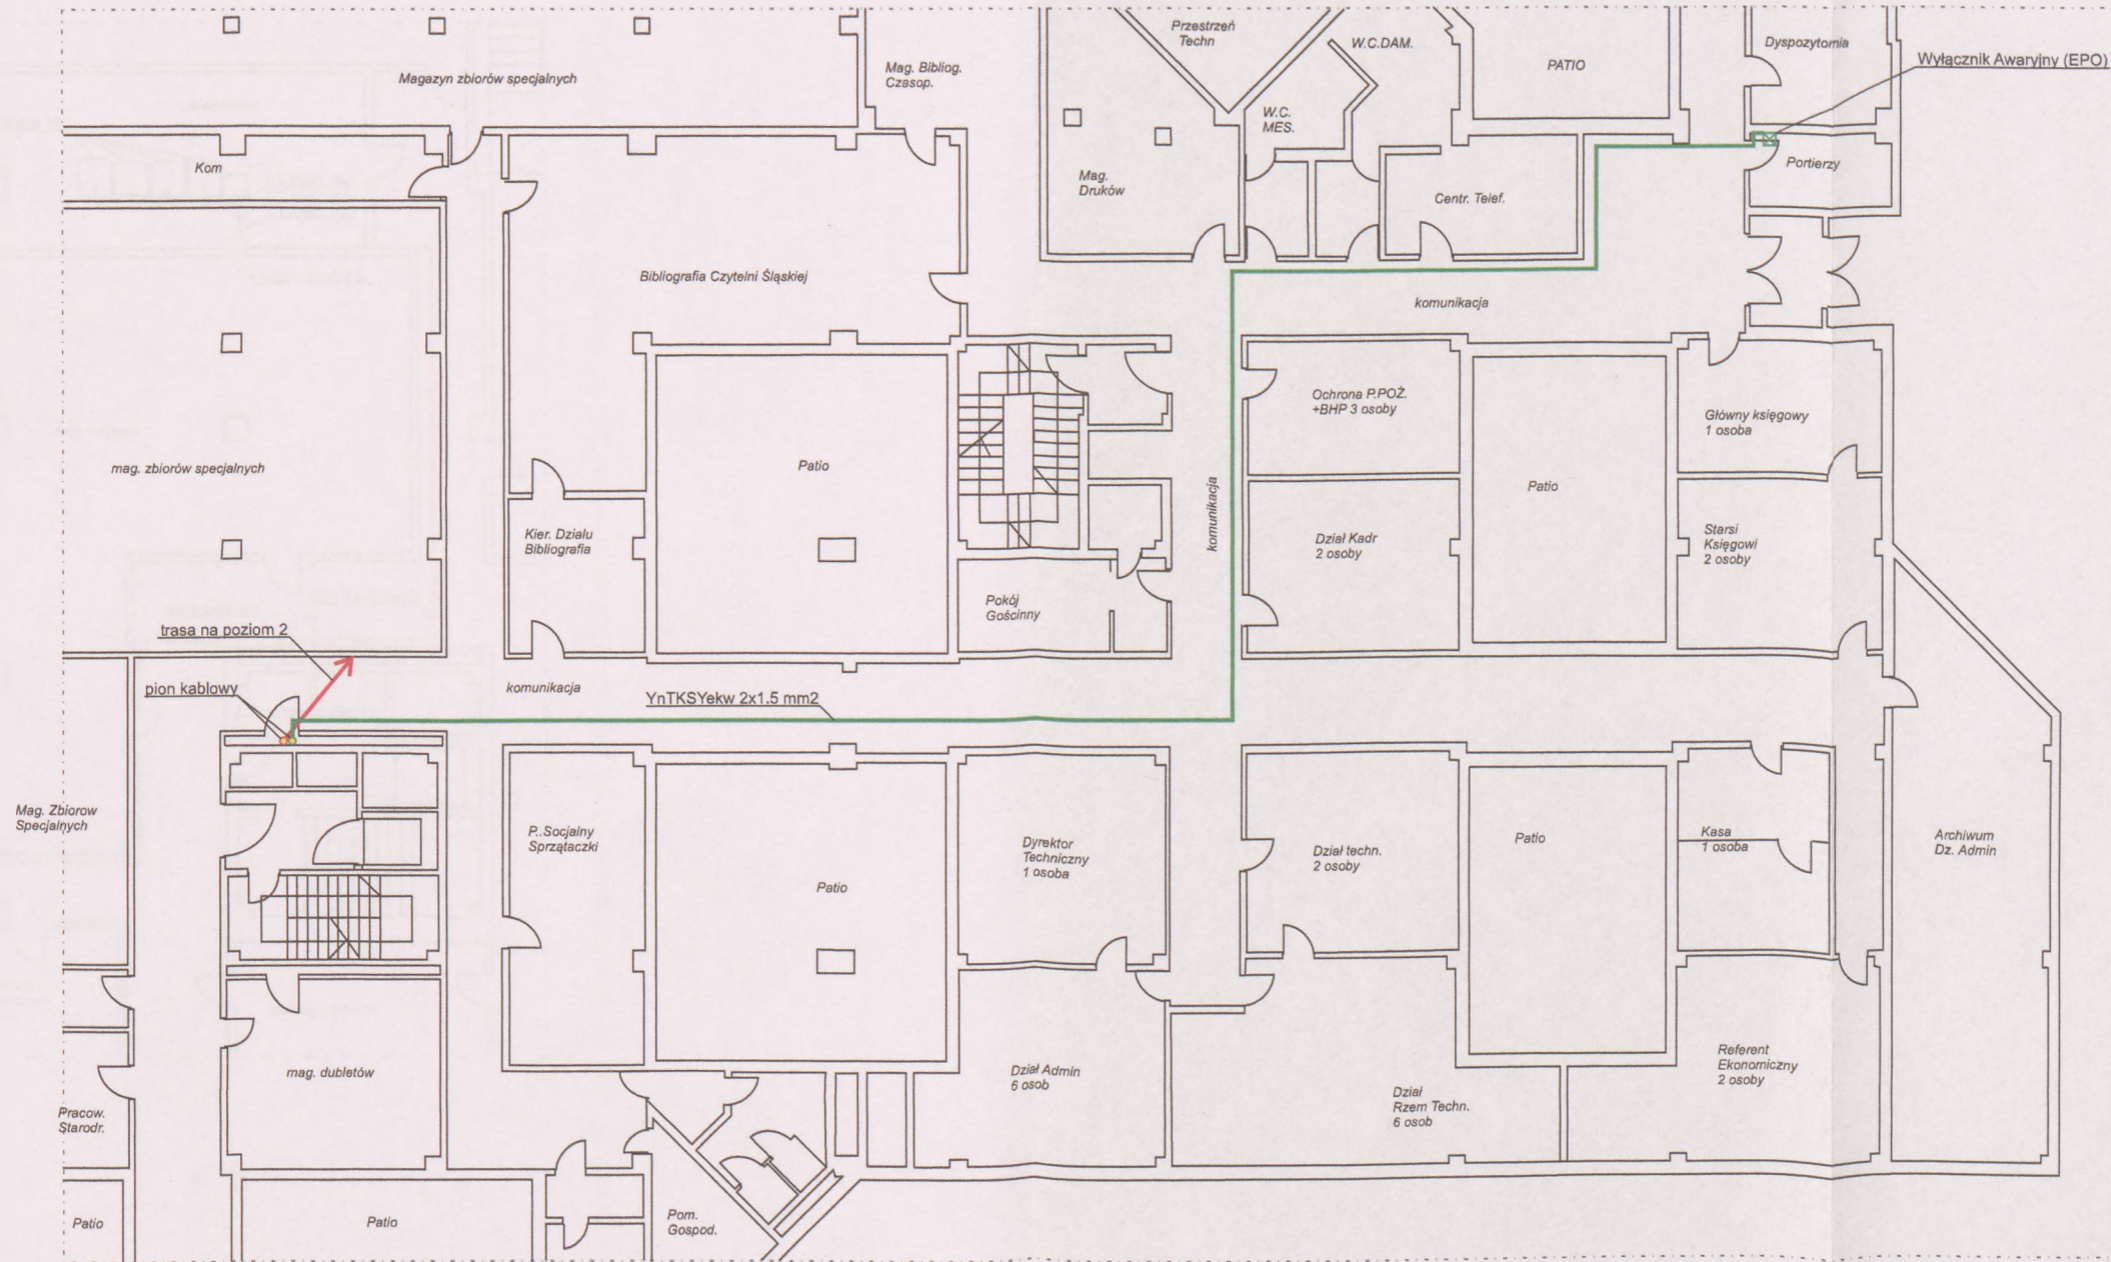 Przestrzeń
Techn
W.C.DAM.
PATIO
Dyspozytornia
Wyłącznik Awaryjny (EPO)
Magazyn zbiorów specjalnych
Mag. Bibliog.
Czasop.
W.C.
MES.
Kom
Mag.
Druków
Centr. Telef.
Portierzy
Bibliografia Czytelni Śląskiej
komunikacja
Ochrona P.POŻ.
+BHP 3 osoby
Główny księgowy
1 osoba
mag. zbiorów specjalnych
Patio
Patio
komunikacja
Kier. Dzialu
Bibliografia
Dział Kadr
2 osoby
Starsi
Księgowi
2 osoby
Pokój
Gościnny
trasa na poziom 2
pion kablowy
komunikacja
YnTKSYekw 2x1.5 mm2
Mag. Zbiorow
Specjalnych
P..Socjalny
Sprzątaczki
Patio
Dyrektor
Techniczny
1 osoba
Dział techn.
2 osoby
Patio
Kasa
1 osoba
Archiwum
Dz. Admin
mag. dubletów
Dział Admin
6 osob
Dział
Rzem Techn.
6 osob
Referent
Ekonomiczny
2 osoby
Pracow.
Starodr.
Patio
Patio
Pom.
Gospod.